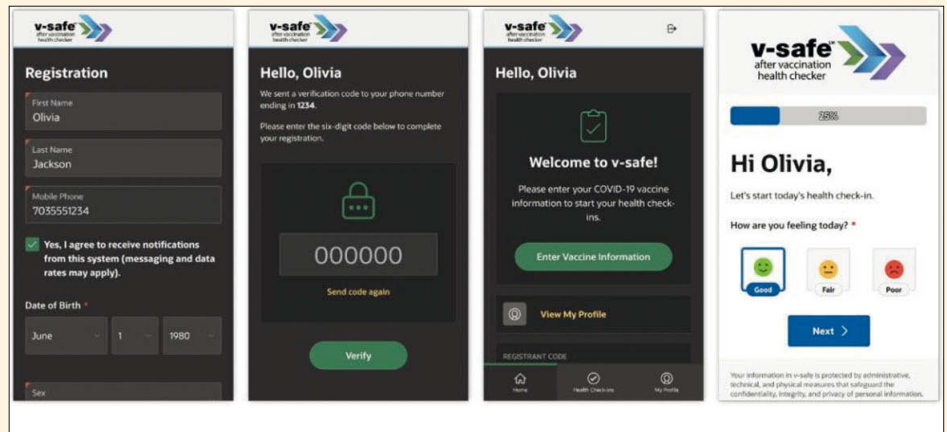 v-safe
after vaccination
health checker
Registration
First Name
Olivia
Last Name
Jackson
Mobile Phone
7035551234
Yes, I agree to receive notifications
from this system (messaging and data
rates may apply).
Date of Birth *
June 1 1980
Sex
v-safe
after vaccination
health checker
Hello, Olivia
We sent a verification code to your phone number
ending in 1234.
Please enter the six-digit code below to complete
your registration.
000000
Send code again
Verify
v-safe
after vaccination
health checker
Hello, Olivia
Welcome to v-safe!
Please enter your COVID-19 vaccine
information to start your health check-
ins.
Enter Vaccine Information
View My Profile
REGISTRANT CODE
Home Health Check-ins My Profile
v-safe™
after vaccination
health checker
25%
Hi Olivia,
Let's start today's health check-in.
How are you feeling today? *
Good Fair Poor
Next >
Your information in v-safe is protected by administrative,
technical, and physical measures that safeguard the
confidentiality, integrity, and privacy of personal information.